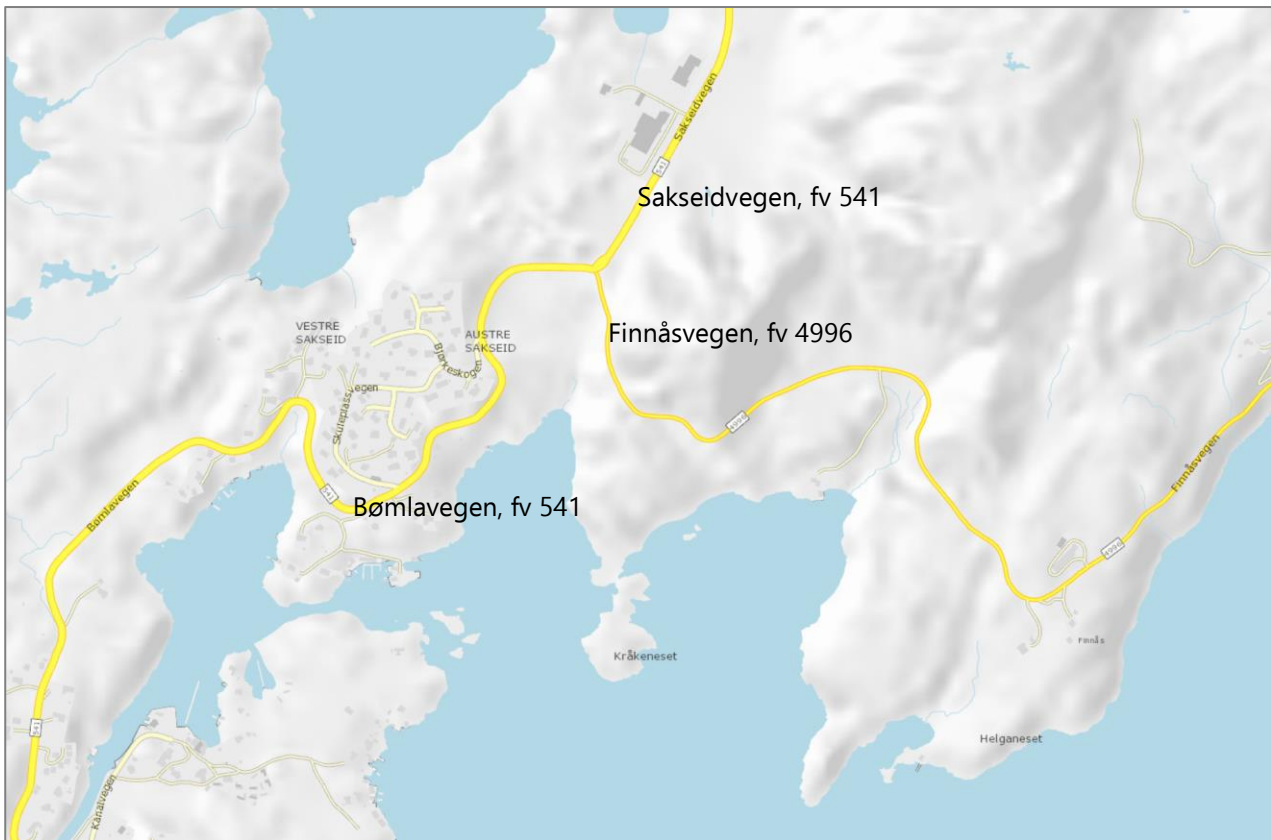 Sakseidvegen
541
Sakseidvegen, fv 541
VESTRE
SAKSEID
AUSTRE
SAKSEID
Finnåsvegen, fv 4996
Bjørkeskogen
Skuleplassvegen
4996
Finnåsvegen
Bømlavegen
541
Bømlavegen, fv 541
4996
Finnås
Kråkeneset
541
Helganeset
Kanalvegen